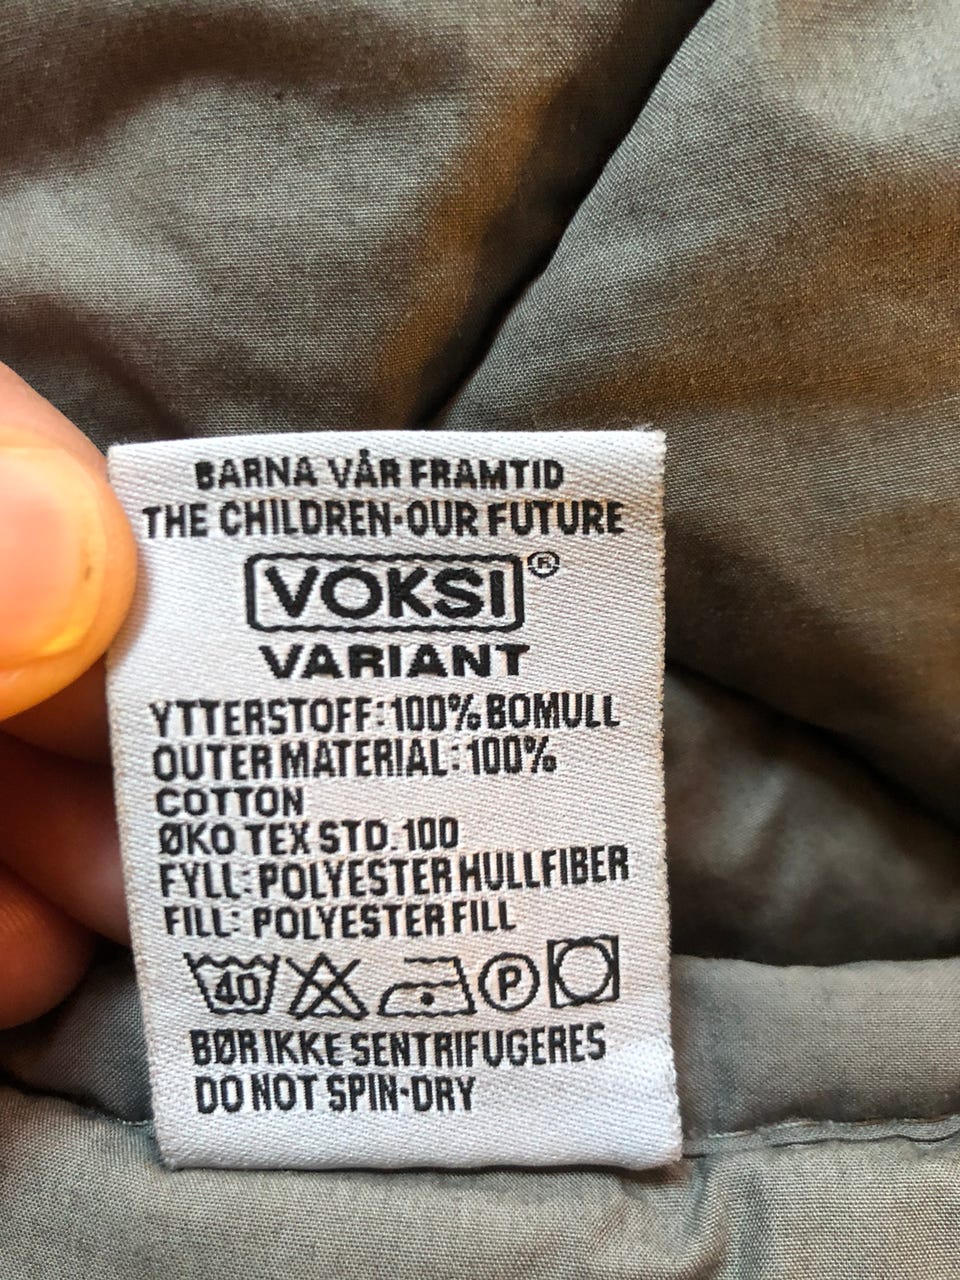 BARNA VÅR FRAMTID
THE CHILDREN-OUR FUTURE
VOKSI®
VARIANT
YTTERSTOFF: 100% BOMULL
OUTER MATERIAL: 100%
COTTON
ØKO TEX STD. 100
FYLL: POLYESTER HULLFIBER
FILL: POLYESTER FILL
40 P
BØR IKKE SENTRIFUGERES
DO NOT SPIN-DRY